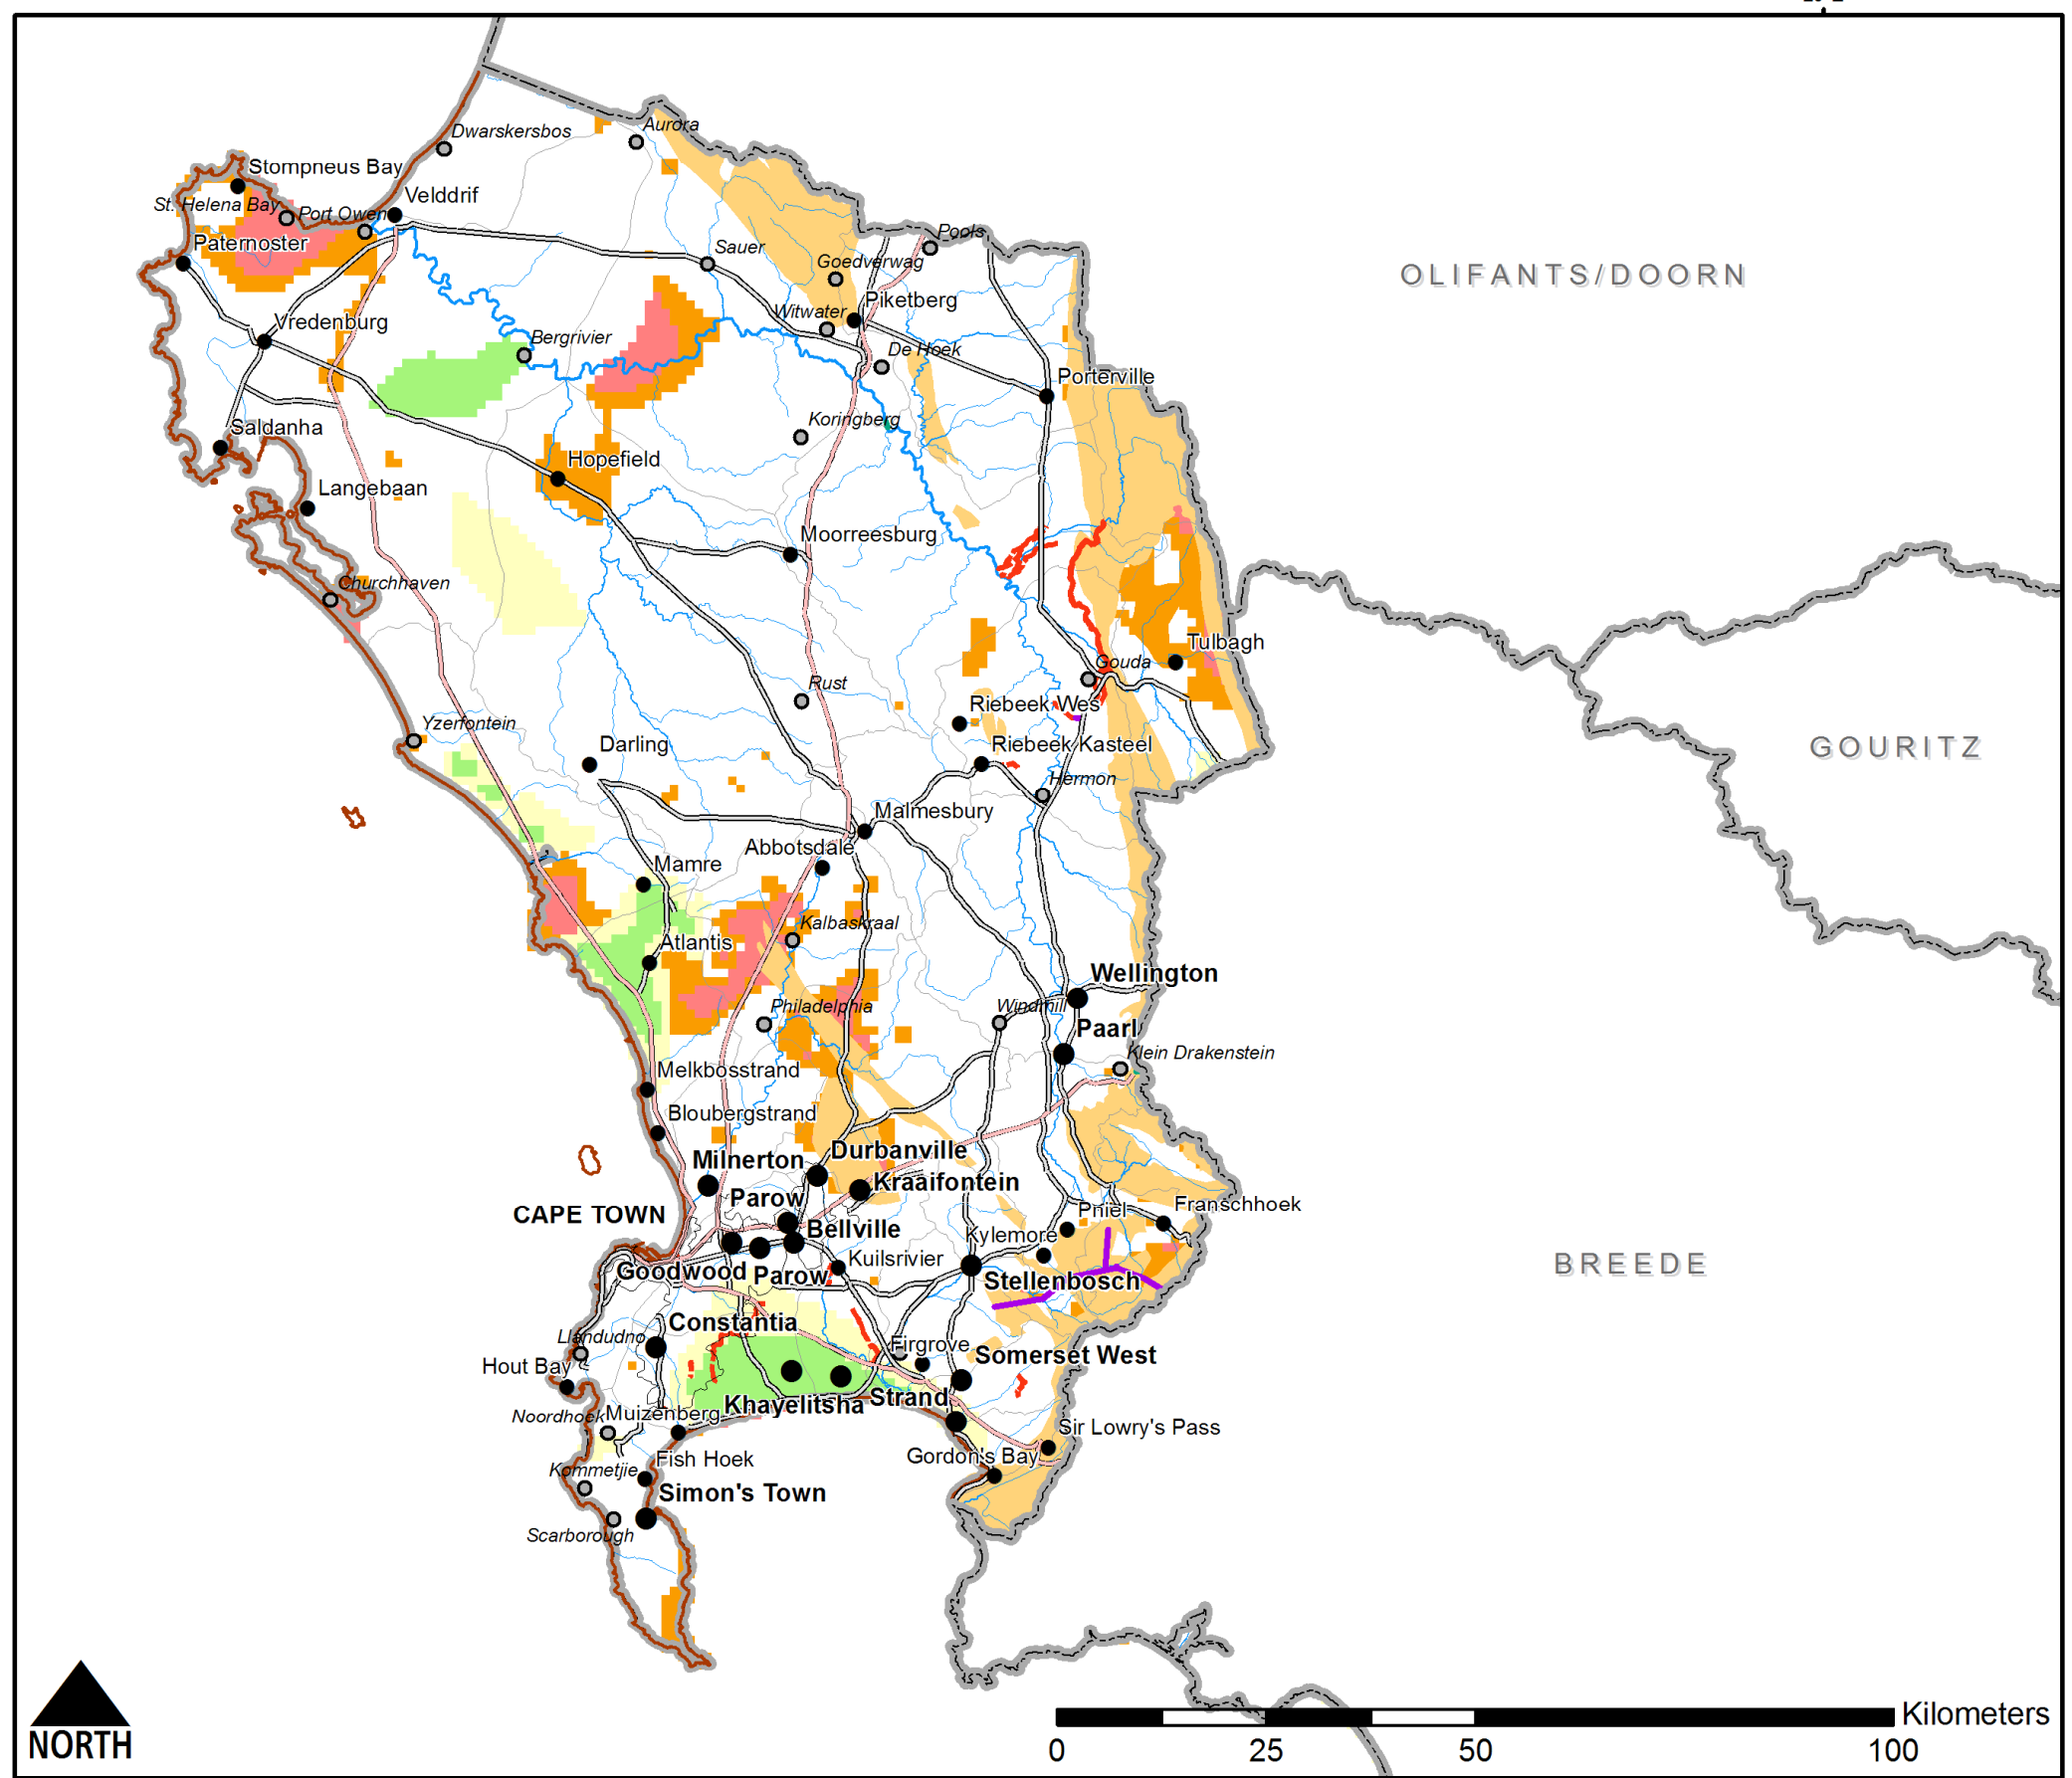 Dwarskersbos
Aurora
Stompneus Bay
St. Helena Bay
Port Owen
Velddrif
Paternoster
Sauer
Pools
Goedverwag
OLIFANTS/DOORN
Witwater
Piketberg
Vredenburg
Bergrivier
De Hoek
Porterville
Saldanha
Koringberg
Hopefield
Langebaan
Moorreesburg
Churchhaven
Tulbagh
Gouda
Rust
Riebeek Wes
Yzerfontein
Darling
Riebeek Kasteel
GOURITZ
Hermon
Malmesbury
Abbotsdale
Mamre
Kalbaskraal
Atlantis
Wellington
Philadelphia
Windmill
Paarl
Klein Drakenstein
Melkbosstrand
Bloubergstrand
Durbanville
Milnerton
Kraaifontein
Parow
CAPE TOWN
Pniel
Franschhoek
Bellville
Kylemore
Kuilsrivier
BREEDE
Goodwood
Parow
Stellenbosch
Constantia
Llandudno
Firgrove
Somerset West
Hout Bay
Khayelitsha
Strand
Noordhoek
Muizenberg
Sir Lowry's Pass
Gordon's Bay
Fish Hoek
Kommetjie
Simon's Town
Scarborough
Kilometers
NORTH
0 25 50 100